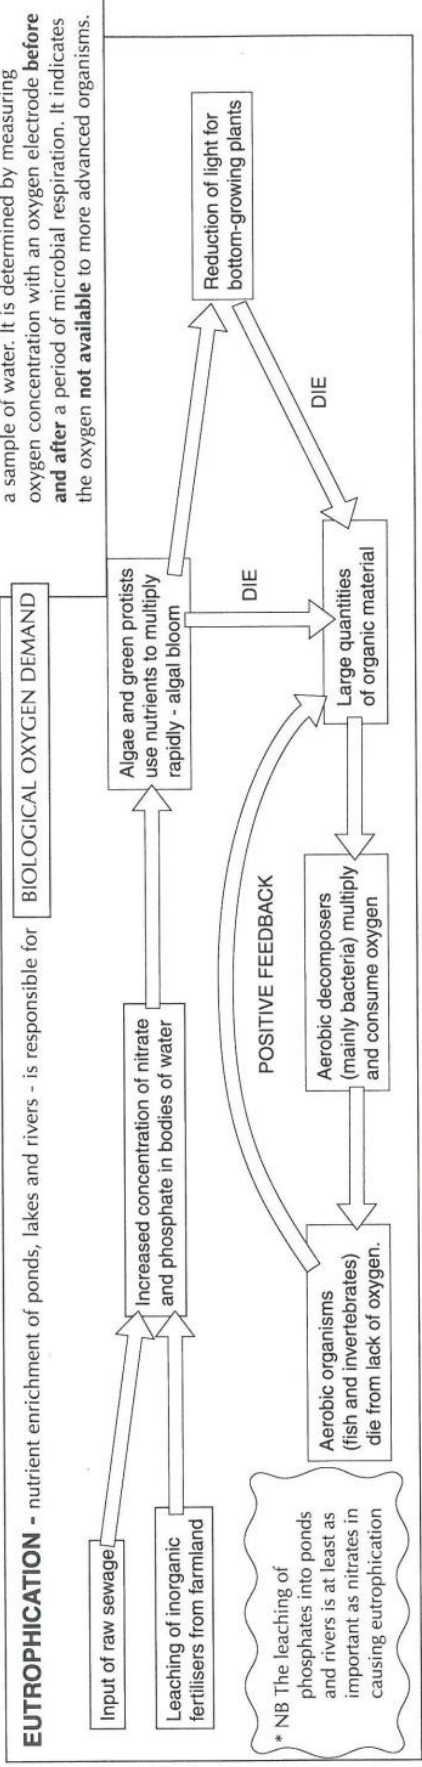 a sample of water. It is determined by measuring
oxygen concentration with an oxygen electrode before
and after a period of microbial respiration. It indicates
the oxygen not available to more advanced organisms.
EUTROPHICATION - nutrient enrichment of ponds, lakes and rivers - is responsible for BIOLOGICAL OXYGEN DEMAND
Input of raw sewage
Leaching of inorganic
fertilisers from farmland
Increased concentration of nitrate
and phosphate in bodies of water
Algae and green protists
use nutrients to multiply
rapidly - algal bloom
Reduction of light for
bottom-growing plants
DIE
DIE
Large quantities
of organic material
Aerobic decomposers
(mainly bacteria) multiply
and consume oxygen
Aerobic organisms
(fish and invertebrates)
die from lack of oxygen.
POSITIVE FEEDBACK
* NB The leaching of
phosphates into ponds
and rivers is at least as
important as nitrates in
causing eutrophication